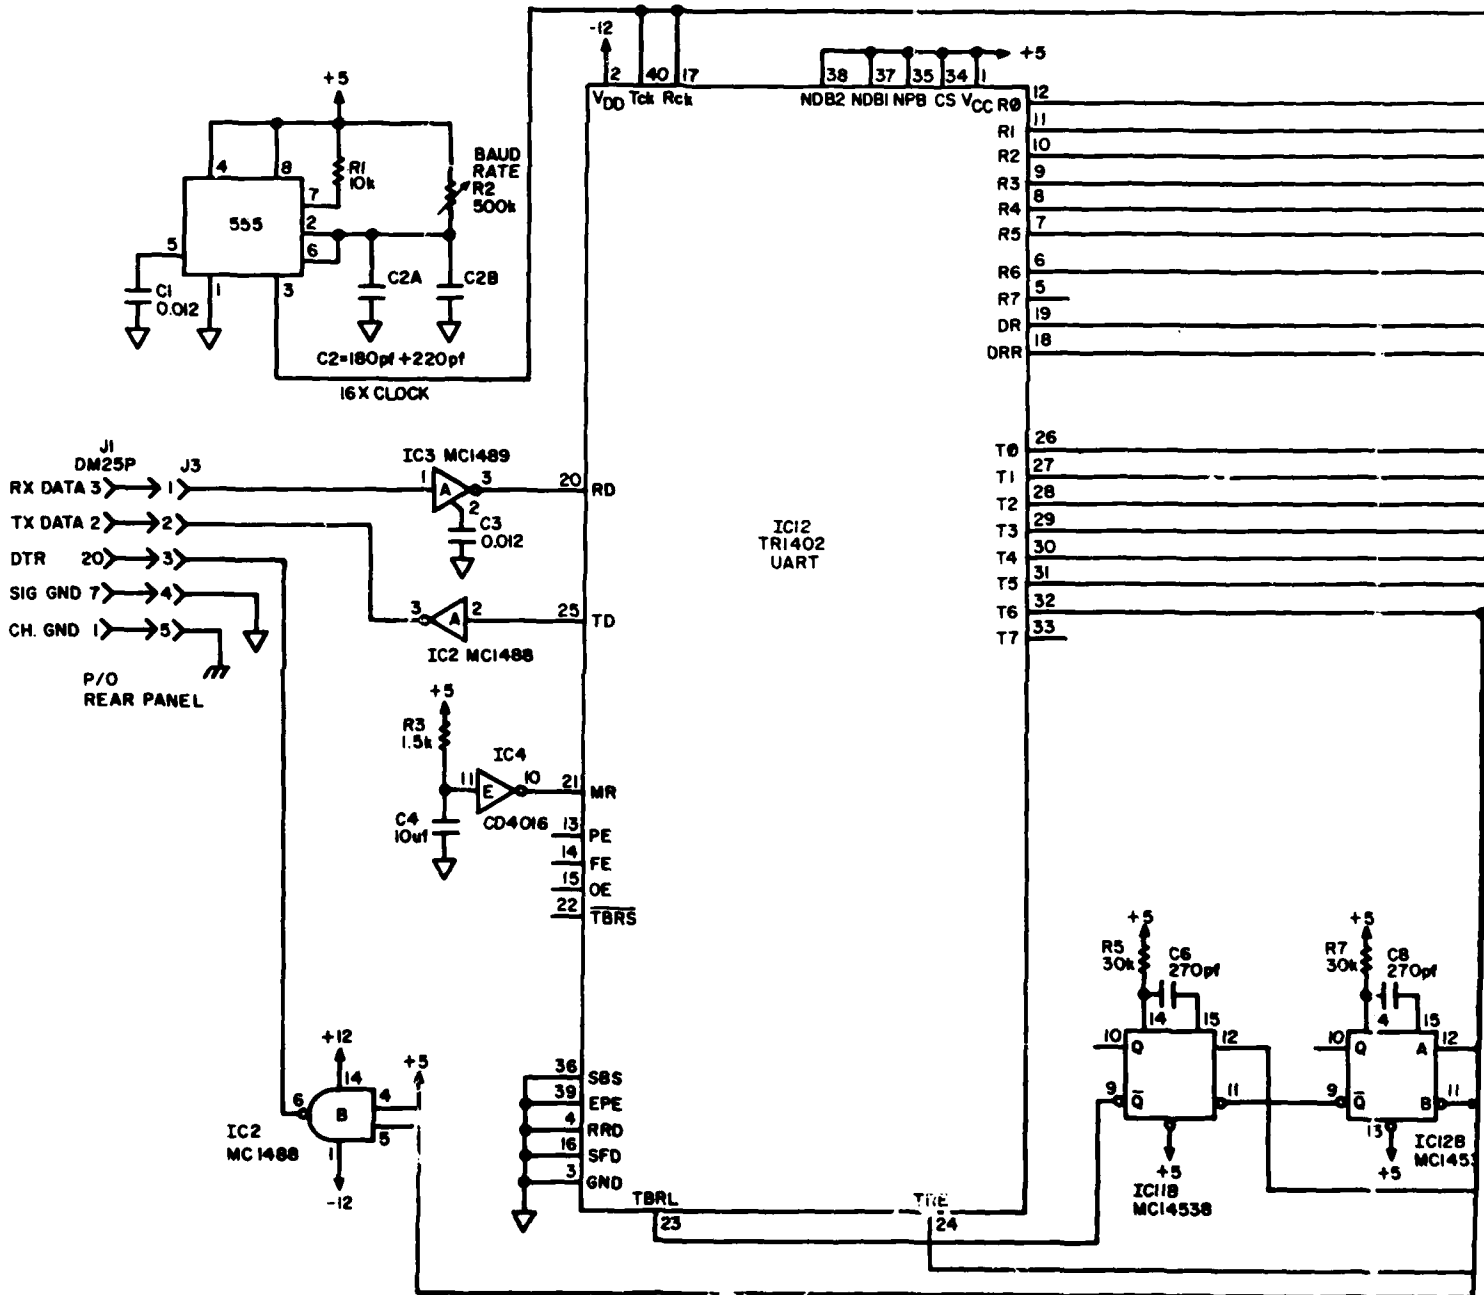 -12
+5
2 40 17
38 37 35 34 1
VDD Tck Rck
NDB2 NDB1 NPB CS VCC
+5
4 8
R1
10k
BAUD
RATE
R2
500k
7
2
6
555
5
C1
0.012
1
3
C2A
C2B
C2=180pf+220pf
16X CLOCK
R0 12
R1 11
R2 10
R3 9
R4 8
R5 7
R6 6
R7 5
DR 19
DRR 18
T0 26
T1 27
T2 28
T3 29
T4 30
T5 31
T6 32
T7 33
J1
DM25P
J3
RX DATA 3 1
TX DATA 2 2
DTR 20 3
SIG GND 7 4
CH. GND 1 5
P/O
REAR PANEL
IC3 MC1489
1 A 3
2
C3
0.012
20 RD
3 A 2
IC2 MC1488
25 TD
IC12
TR1402
UART
+5
R3
1.5k
IC4
11 E 10
CD4016
C4
10uf
21 MR
13 PE
14 FE
15 OE
22 TBRS
36 SBS
39 EPE
4 RRD
16 SFD
3 GND
TBRL
23
TRE
24
+12
14
+5
6 B 4
5
1
-12
IC2
MC1488
+5
R5
30k
C6
270pf
14 15
10 Q 12
9 Q̅ 11
+5
IC11B
MC14538
+5
R7
30k
C8
270pf
4 15
10 Q A 12
9 Q̅ B 11
13
+5
IC12B
MC1453